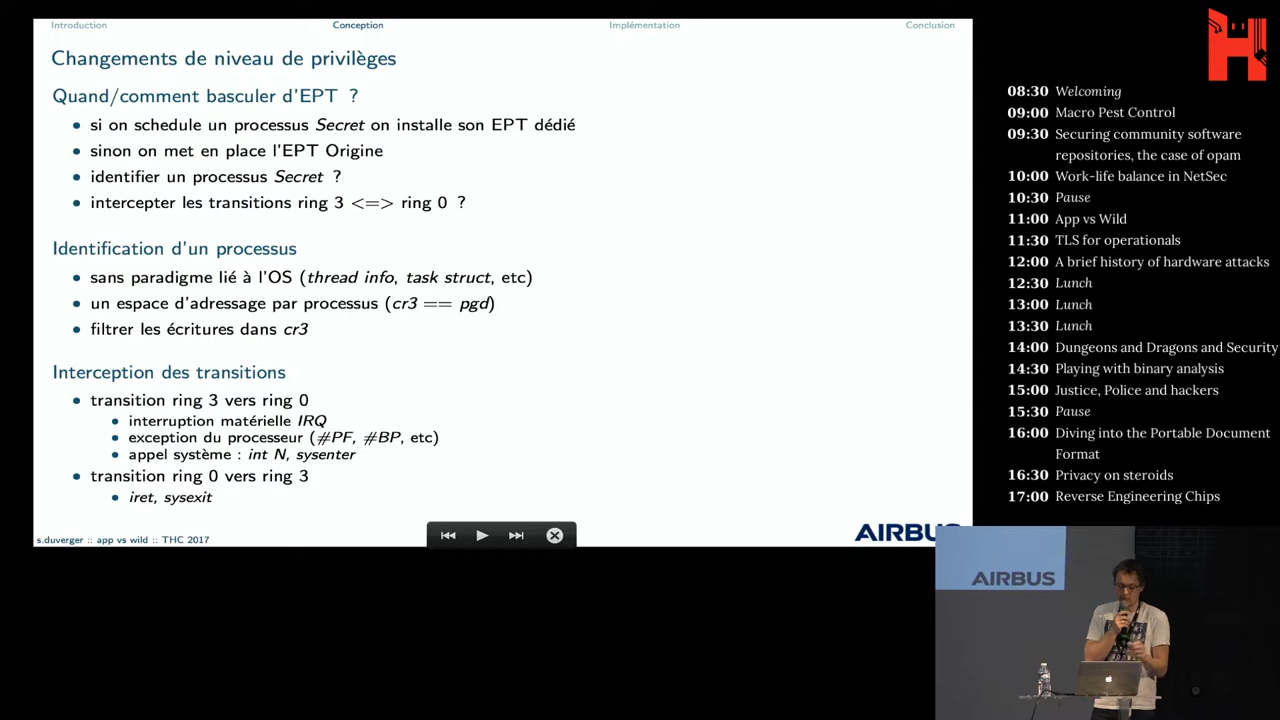 Introduction
Conception
Implémentation
Conclusion
Changements de niveau de privilèges
Quand/comment basculer d'EPT ?
si on schedule un processus Secret on installe son EPT dédié
sinon on met en place l'EPT Origine
identifier un processus Secret ?
intercepter les transitions ring 3 <=> ring 0 ?
Identification d'un processus
sans paradigme lié à l'OS (thread info, task struct, etc)
un espace d'adressage par processus (cr3 == pgd)
filtrer les écritures dans cr3
Interception des transitions
transition ring 3 vers ring 0
interruption matérielle IRQ
exception du processeur (#PF, #BP, etc)
appel système : int N, sysenter
transition ring 0 vers ring 3
iret, sysexit
s.duverger :: app vs wild :: THC 2017
AIRBUS
08:30 Welcoming
09:00 Macro Pest Control
09:30 Securing community software
repositories, the case of opam
10:00 Work-life balance in NetSec
10:30 Pause
11:00 App vs Wild
11:30 TLS for operationals
12:00 A brief history of hardware attacks
12:30 Lunch
13:00 Lunch
13:30 Lunch
14:00 Dungeons and Dragons and Security
14:30 Playing with binary analysis
15:00 Justice, Police and hackers
15:30 Pause
16:00 Diving into the Portable Document
Format
16:30 Privacy on steroids
17:00 Reverse Engineering Chips
AIRBUS